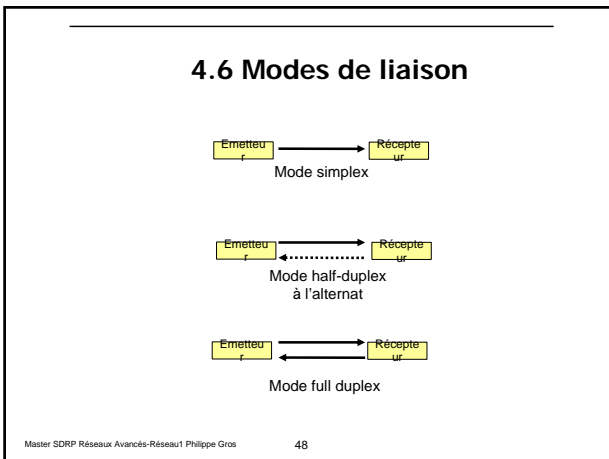 4.6 Modes de liaison
Emetteu
r
Récepte
ur
Mode simplex
Emetteu
r
Récepte
ur
Mode half-duplex
à l'alternat
Emetteu
r
Récepte
ur
Mode full duplex
Master SDRP Réseaux Avancés-Réseau1 Philippe Gros
48